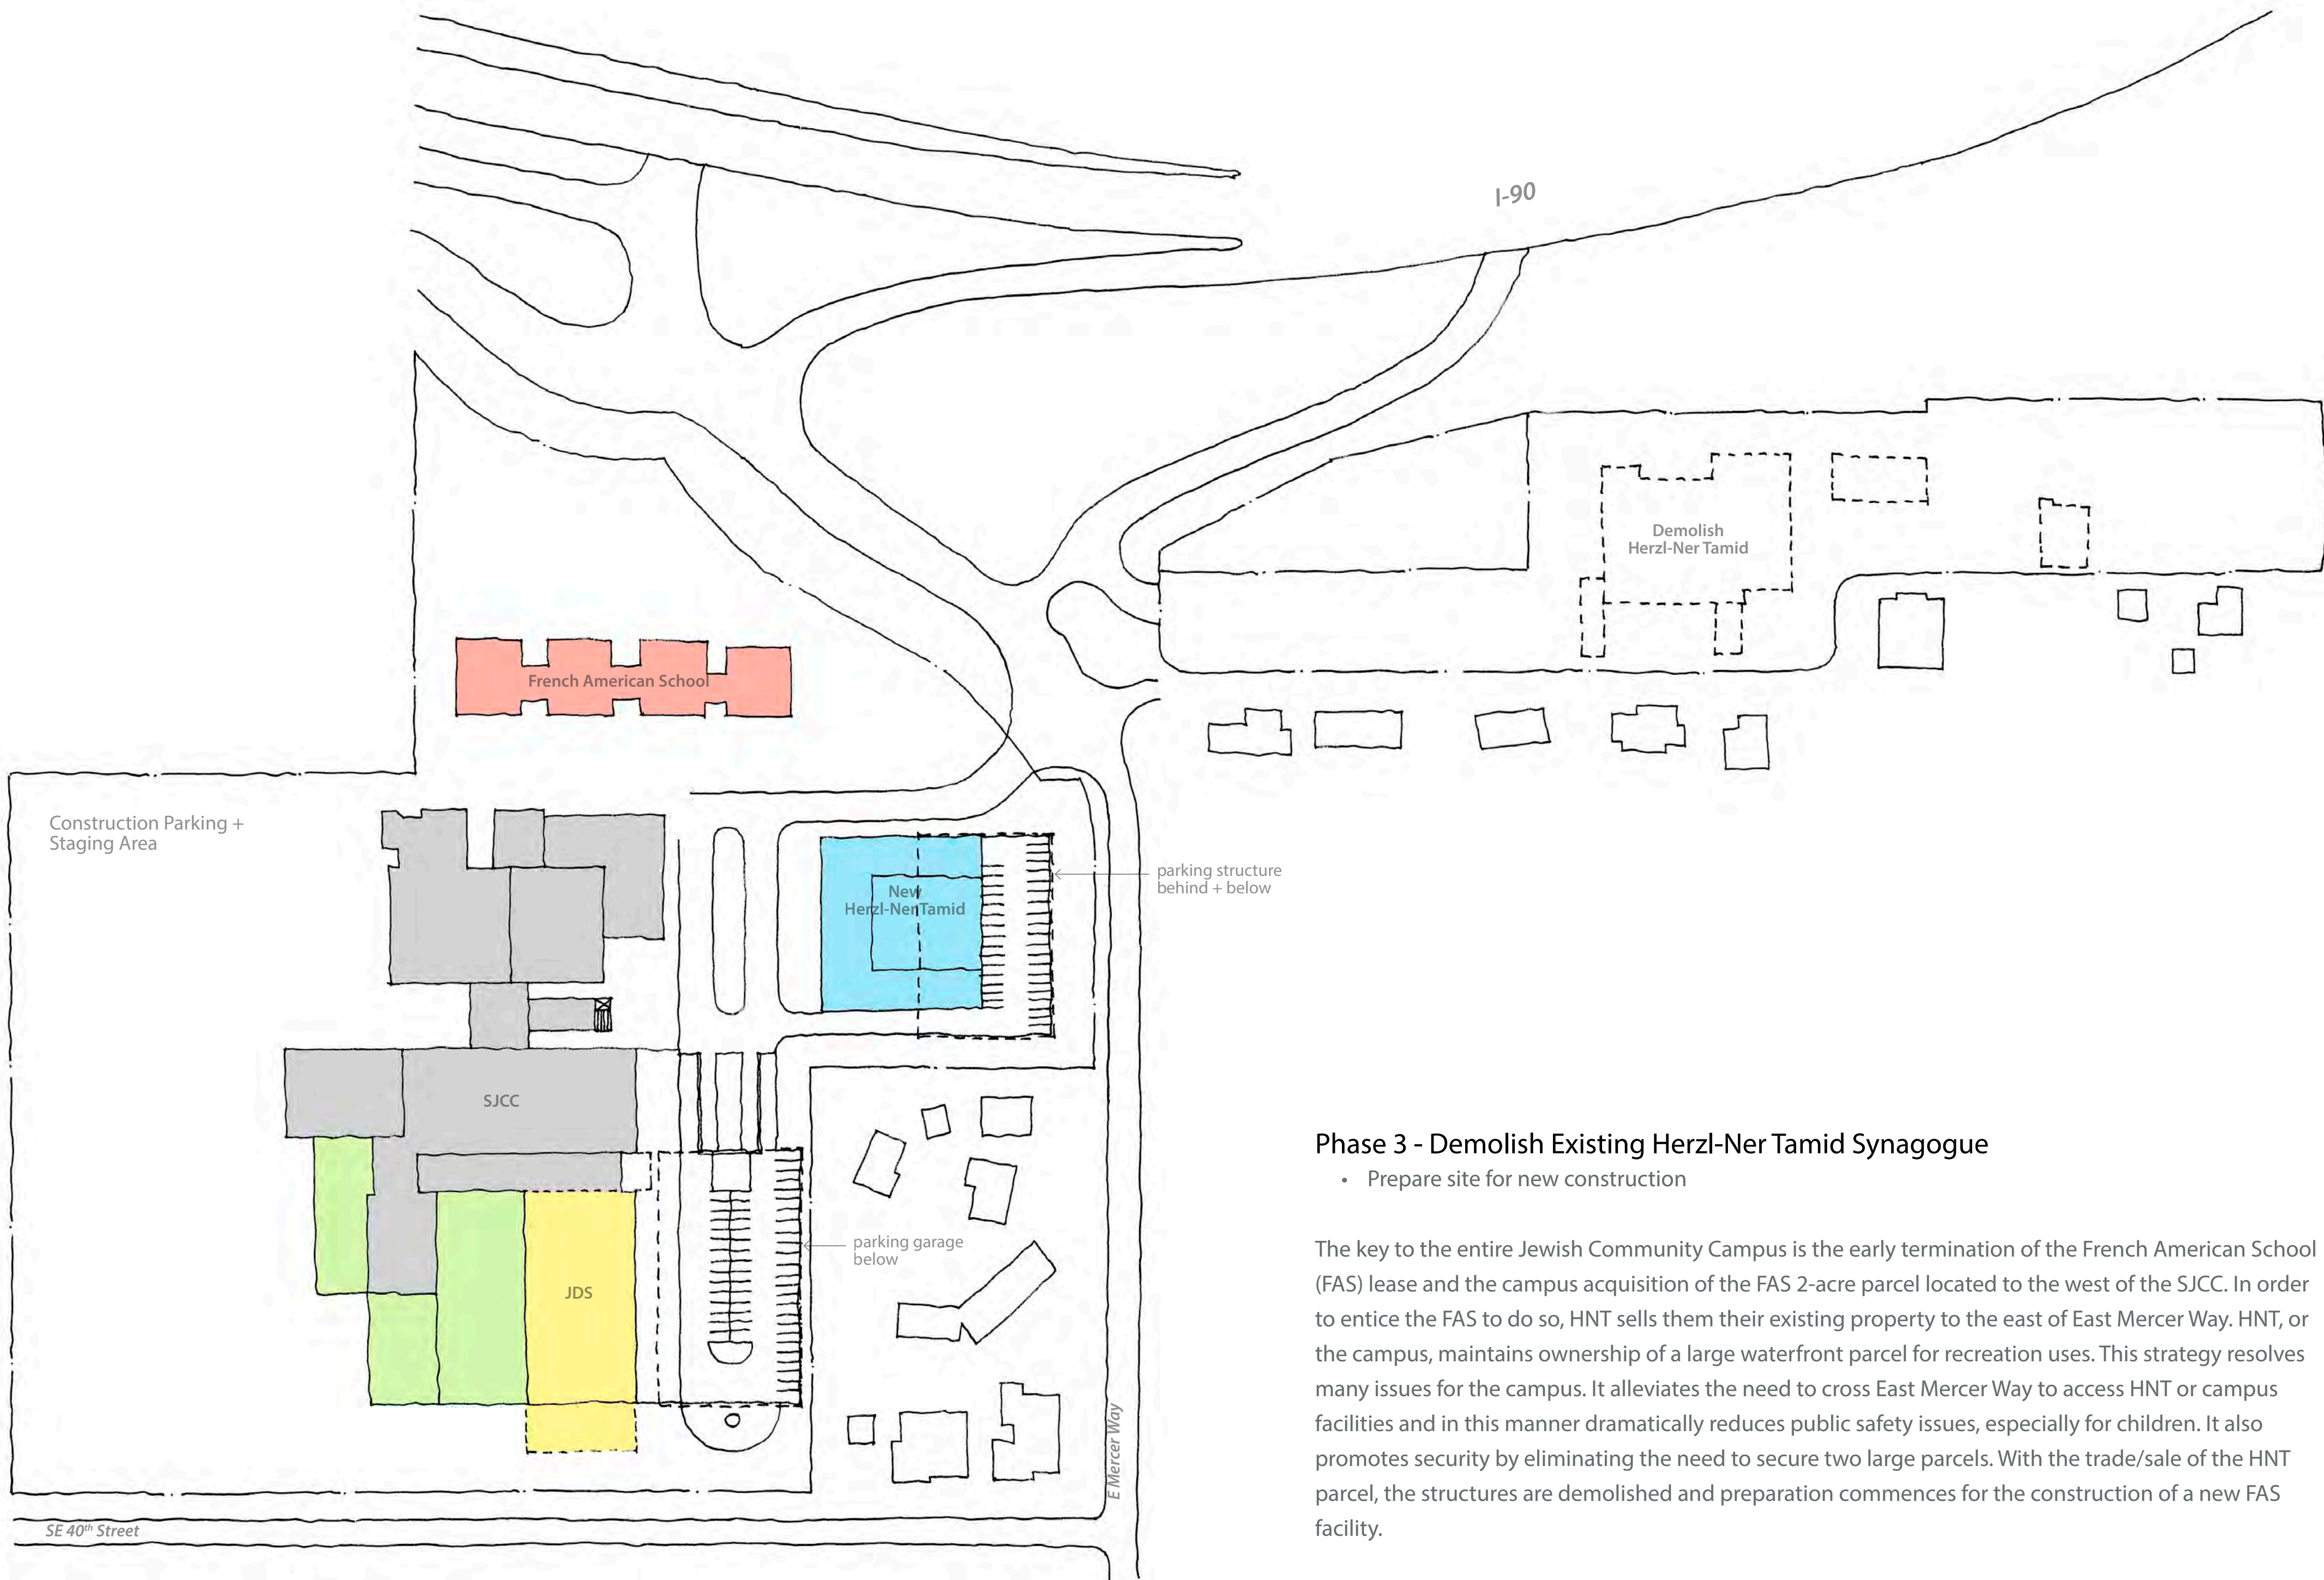 I-90
Demolish
Herzl-Ner Tamid
French American School
Construction Parking +
Staging Area
New
Herzl-Ner Tamid
parking structure
behind + below
SJCC
JDS
parking garage
below
E Mercer Way
SE 40th Street
Phase 3 - Demolish Existing Herzl-Ner Tamid Synagogue
• Prepare site for new construction
The key to the entire Jewish Community Campus is the early termination of the French American School
(FAS) lease and the campus acquisition of the FAS 2-acre parcel located to the west of the SJCC. In order
to entice the FAS to do so, HNT sells them their existing property to the east of East Mercer Way. HNT, or
the campus, maintains ownership of a large waterfront parcel for recreation uses. This strategy resolves
many issues for the campus. It alleviates the need to cross East Mercer Way to access HNT or campus
facilities and in this manner dramatically reduces public safety issues, especially for children. It also
promotes security by eliminating the need to secure two large parcels. With the trade/sale of the HNT
parcel, the structures are demolished and preparation commences for the construction of a new FAS
facility.